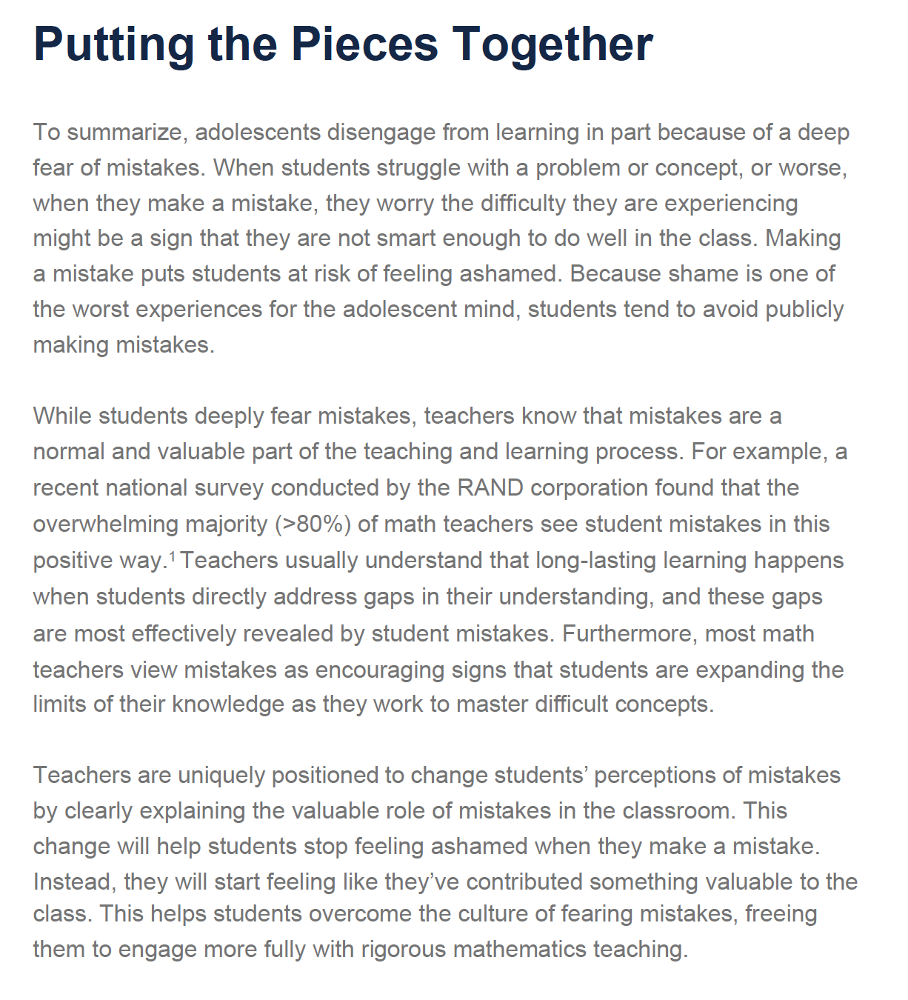 Putting the Pieces Together
To summarize, adolescents disengage from learning in part because of a deep
fear of mistakes. When students struggle with a problem or concept, or worse,
when they make a mistake, they worry the difficulty they are experiencing
might be a sign that they are not smart enough to do well in the class. Making
a mistake puts students at risk of feeling ashamed. Because shame is one of
the worst experiences for the adolescent mind, students tend to avoid publicly
making mistakes.
While students deeply fear mistakes, teachers know that mistakes are a
normal and valuable part of the teaching and learning process. For example, a
recent national survey conducted by the RAND corporation found that the
overwhelming majority (>80%) of math teachers see student mistakes in this
positive way.¹ Teachers usually understand that long-lasting learning happens
when students directly address gaps in their understanding, and these gaps
are most effectively revealed by student mistakes. Furthermore, most math
teachers view mistakes as encouraging signs that students are expanding the
limits of their knowledge as they work to master difficult concepts.
Teachers are uniquely positioned to change students’ perceptions of mistakes
by clearly explaining the valuable role of mistakes in the classroom. This
change will help students stop feeling ashamed when they make a mistake.
Instead, they will start feeling like they’ve contributed something valuable to the
class. This helps students overcome the culture of fearing mistakes, freeing
them to engage more fully with rigorous mathematics teaching.